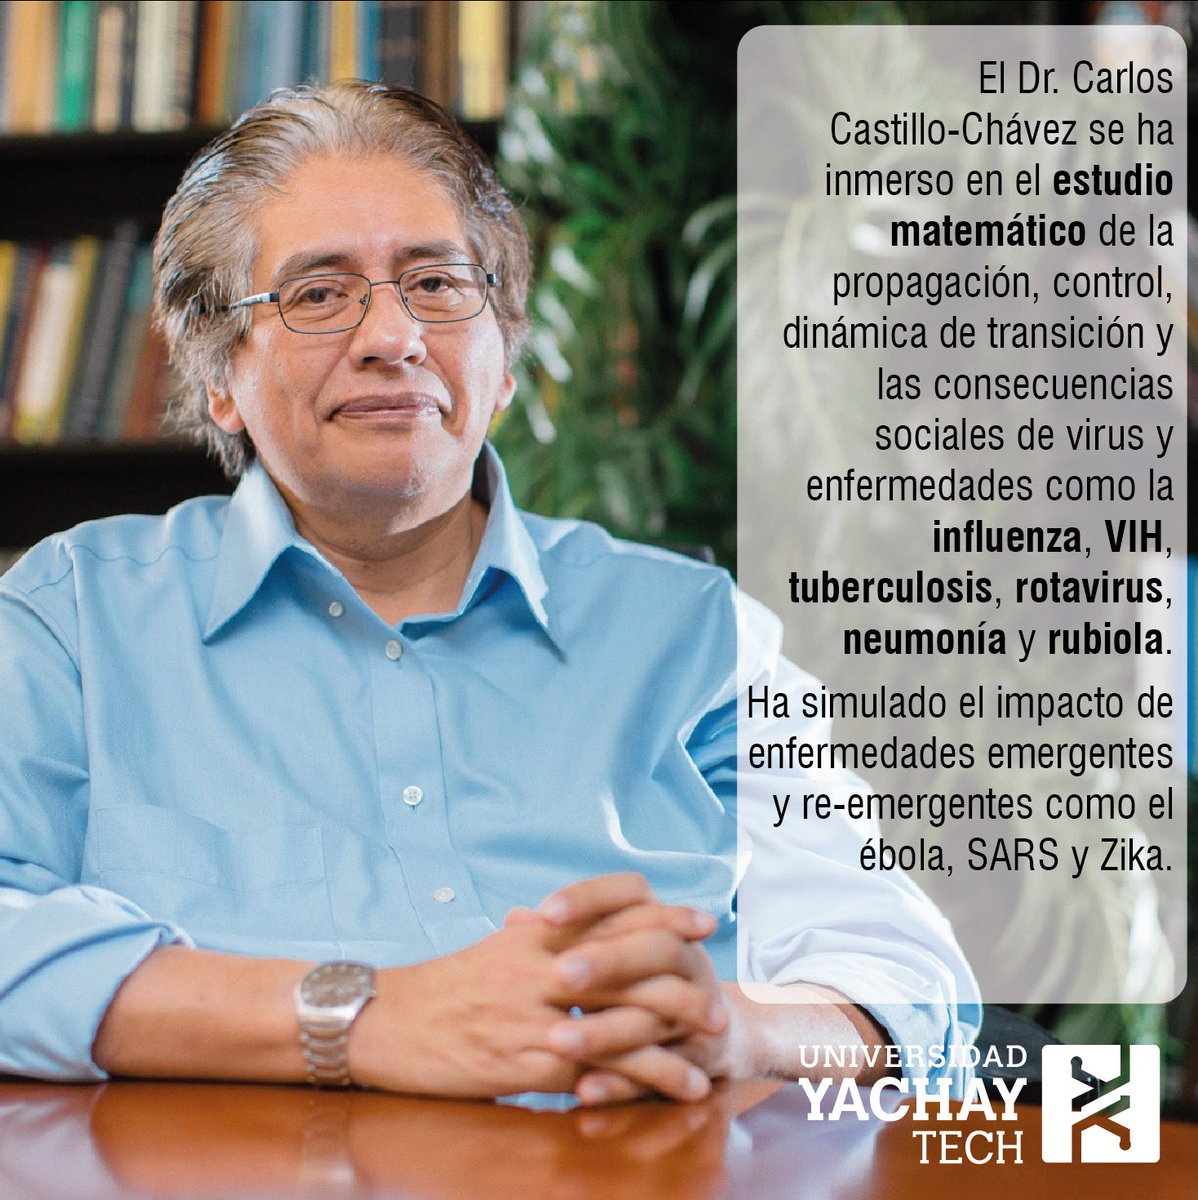 El Dr. Carlos
Castillo-Chávez se ha
inmerso en el estudio
matemático de la
propagación, control,
dinámica de transición y
las consecuencias
sociales de virus y
enfermedades como la
influenza, VIH,
tuberculosis, rotavirus,
neumonía y rubiola.
Ha simulado el impacto de
enfermedades emergentes
y re-emergentes como el
ébola, SARS y Zika.
UNIVERSIDAD
YACHAY
TECH